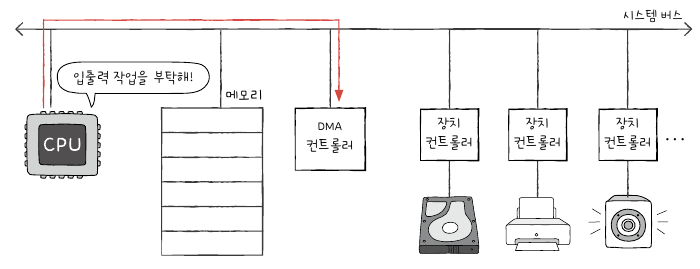 시스템 버스
입출력 작업을 부탁해!
메모리
CPU
DMA
컨트롤러
장치
컨트롤러
장치
컨트롤러
장치
컨트롤러
...